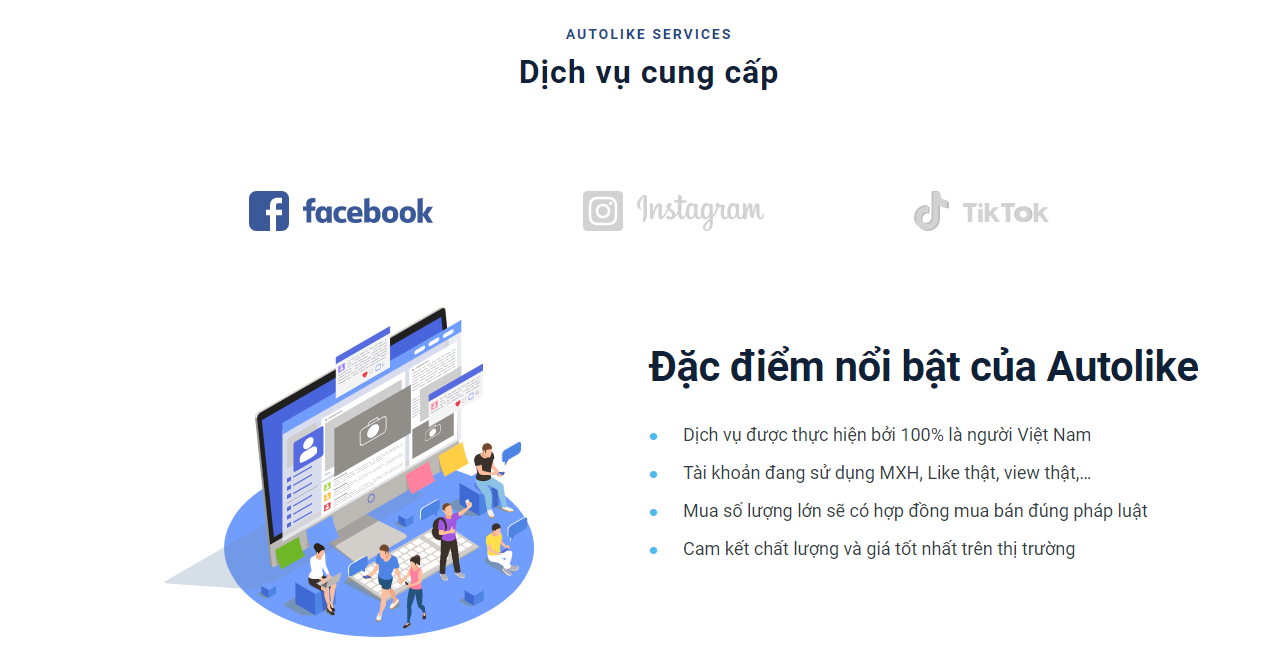 AUTOLIKE SERVICES
Dịch vụ cung cấp
facebook
Instagram
TikTok
Đặc điểm nổi bật của Autolike
Dịch vụ được thực hiện bởi 100% là người Việt Nam
Tài khoản đang sử dụng MXH, Like thật, view thật,...
Mua số lượng lớn sẽ có hợp đồng mua bán đúng pháp luật
Cam kết chất lượng và giá tốt nhất trên thị trường